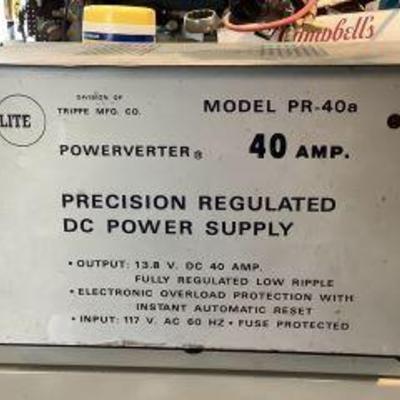 Campbell's
DIVISION OF
TRIPPE MFG. CO.
LITE
MODEL PR-40a
POWERVERTER®
40 AMP.
PRECISION REGULATED
DC POWER SUPPLY
• OUTPUT: 13.8 V. DC 40 AMP.
FULLY REGULATED LOW RIPPLE
• ELECTRONIC OVERLOAD PROTECTION WITH
INSTANT AUTOMATIC RESET
• INPUT: 117 V. AC 60 HZ • FUSE PROTECTED